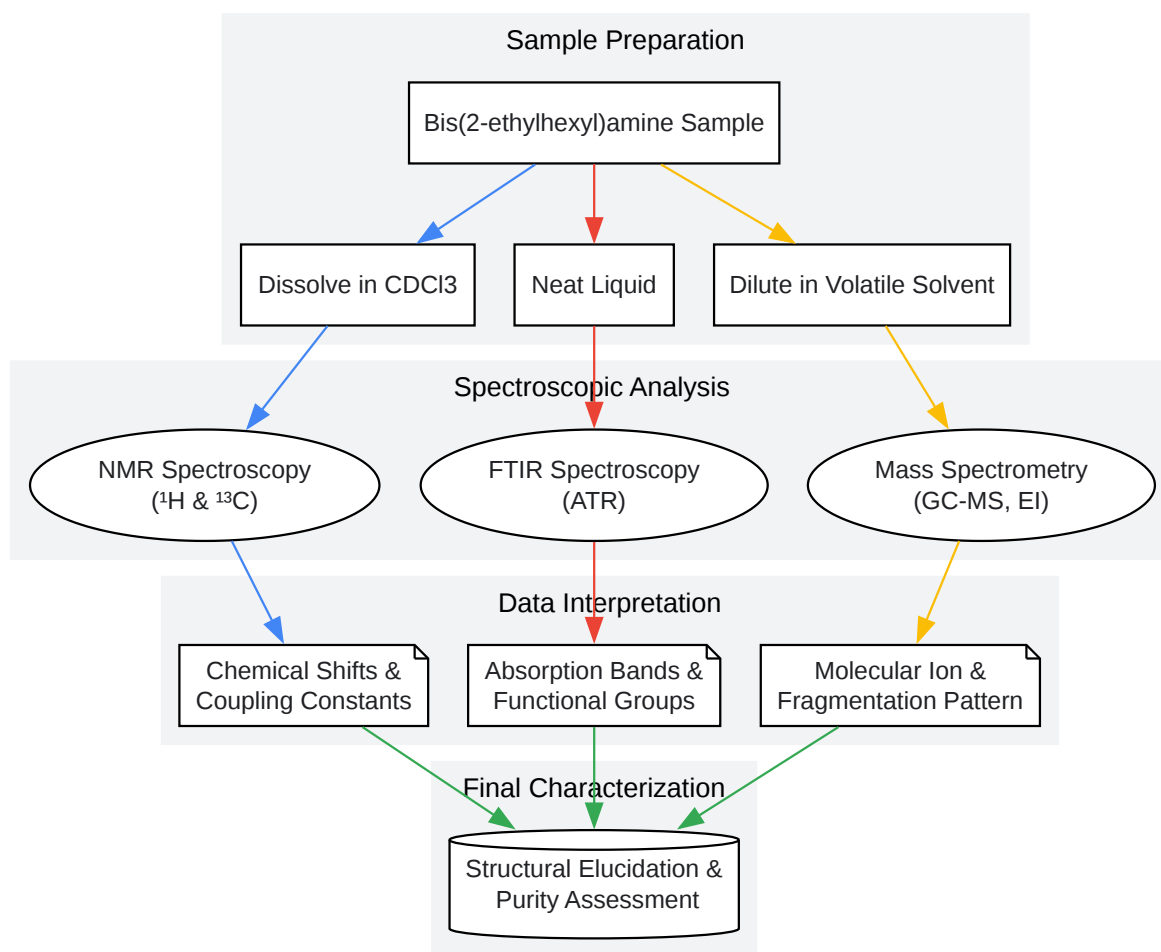 Sample Preparation
Bis(2-ethylhexyl)amine Sample
Dissolve in CDCl3
Neat Liquid
Dilute in Volatile Solvent
Spectroscopic Analysis
NMR Spectroscopy
(¹H & ¹³C)
FTIR Spectroscopy
(ATR)
Mass Spectrometry
(GC-MS, EI)
Data Interpretation
Chemical Shifts &
Coupling Constants
Absorption Bands &
Functional Groups
Molecular Ion &
Fragmentation Pattern
Final Characterization
Structural Elucidation &
Purity Assessment